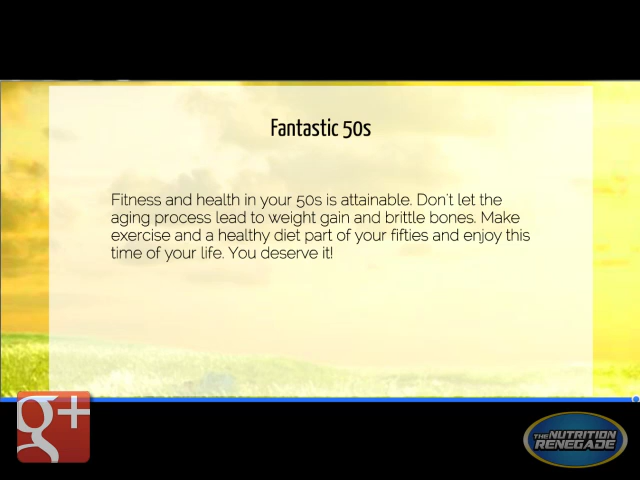 Fantastic 50s
Fitness and health in your 50s is attainable. Don't let the
aging process lead to weight gain and brittle bones. Make
exercise and a healthy diet part of your fifties and enjoy this
time of your life. You deserve it!
g+
THE NUTRITION
RENEGADE